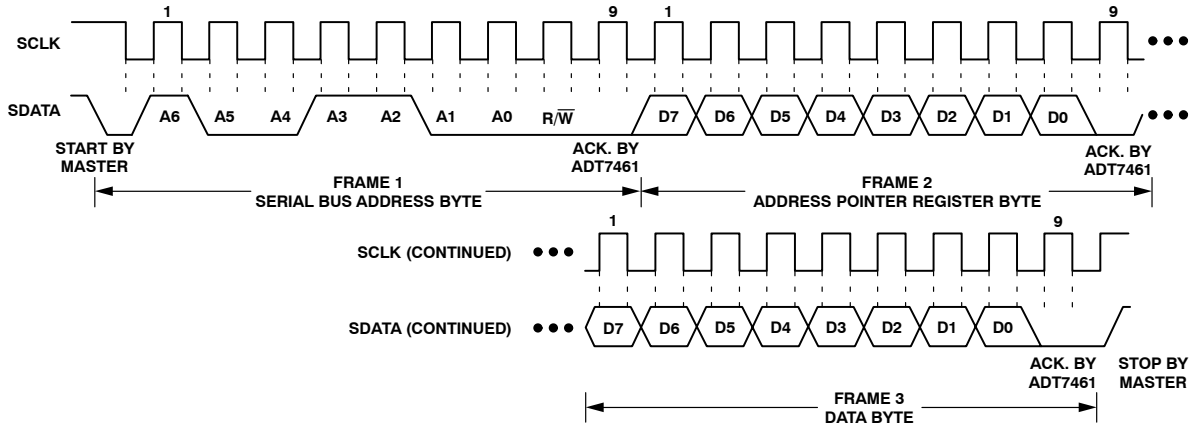 1 9 1 9
SCLK
SDATA
A6 A5 A4 A3 A2 A1 A0 R/W̅ D7 D6 D5 D4 D3 D2 D1 D0
START BY
MASTER
ACK. BY
ADT7461
ACK. BY
ADT7461
FRAME 1
SERIAL BUS ADDRESS BYTE
FRAME 2
ADDRESS POINTER REGISTER BYTE
1 9
SCLK (CONTINUED)
SDATA (CONTINUED)
D7 D6 D5 D4 D3 D2 D1 D0
ACK. BY
ADT7461
STOP BY
MASTER
FRAME 3
DATA BYTE